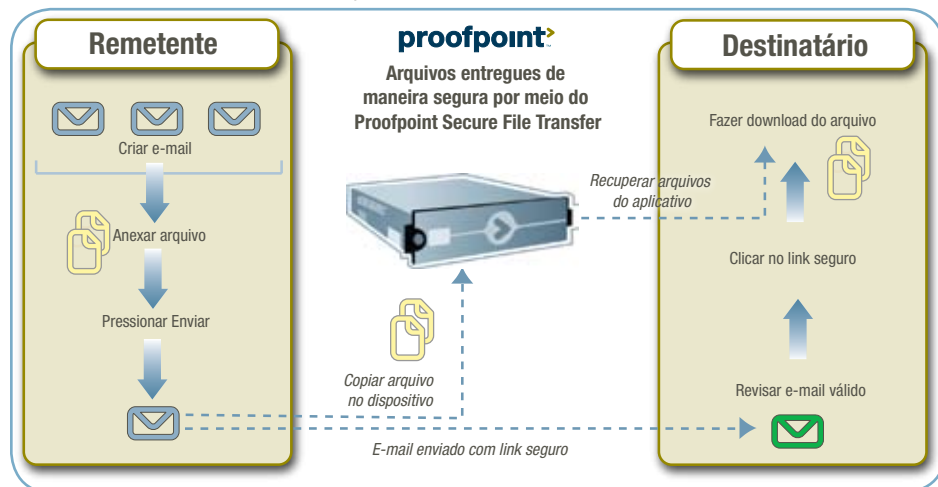 Remetente
Criar e-mail
Anexar arquivo
Pressionar Enviar
proofpoint
Arquivos entregues de
maneira segura por meio do
Proofpoint Secure File Transfer
Recuperar arquivos
do aplicativo
Copiar arquivo
no dispositivo
E-mail enviado com link seguro
Destinatário
Fazer download do arquivo
Clicar no link seguro
Revisar e-mail válido